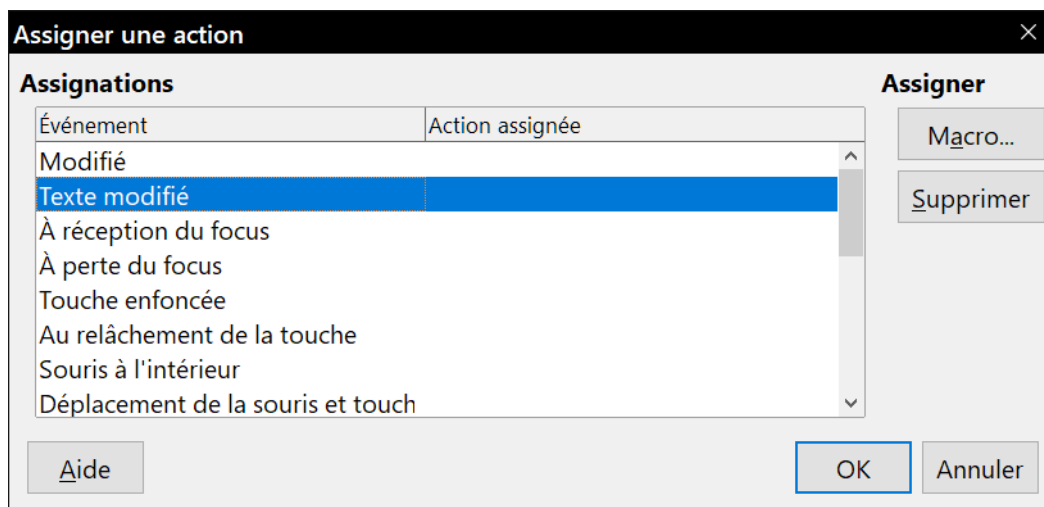 Assigner une action
Assignations
Assigner
Événement Action assignée
Macro...
Modifié
Texte modifié
Supprimer
À réception du focus
À perte du focus
Touche enfoncée
Au relâchement de la touche
Souris à l'intérieur
Déplacement de la souris et touch
Aide OK Annuler